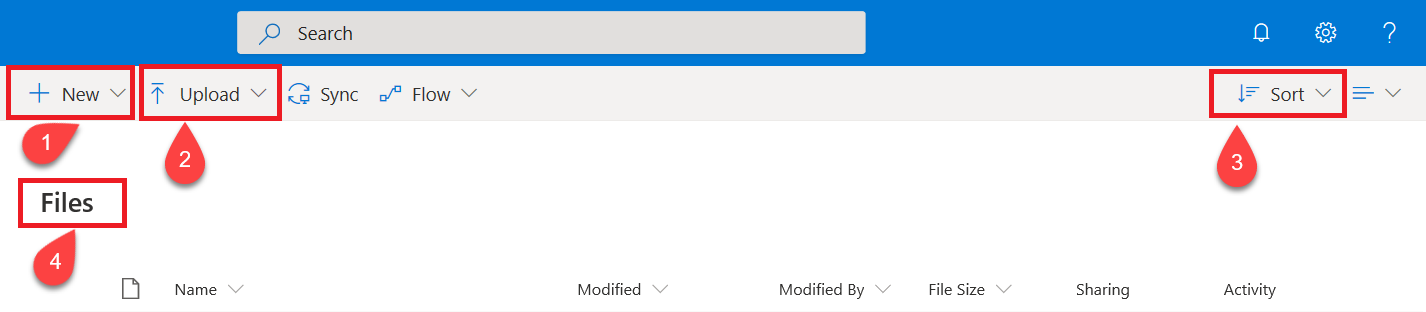 Search
New Upload Sync Flow Sort
1 2 3
Files
4
Name Modified Modified By File Size Sharing Activity